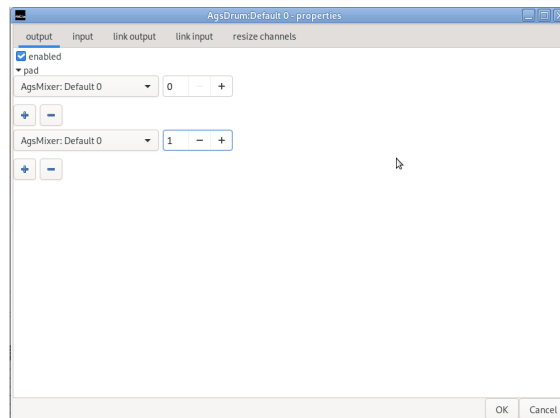 AgsDrum:Default 0 - properties
output input link output link input resize channels
enabled
pad
AgsMixer: Default 0 0 − +
+ −
AgsMixer: Default 0 1 − +
+ −
OK Cancel